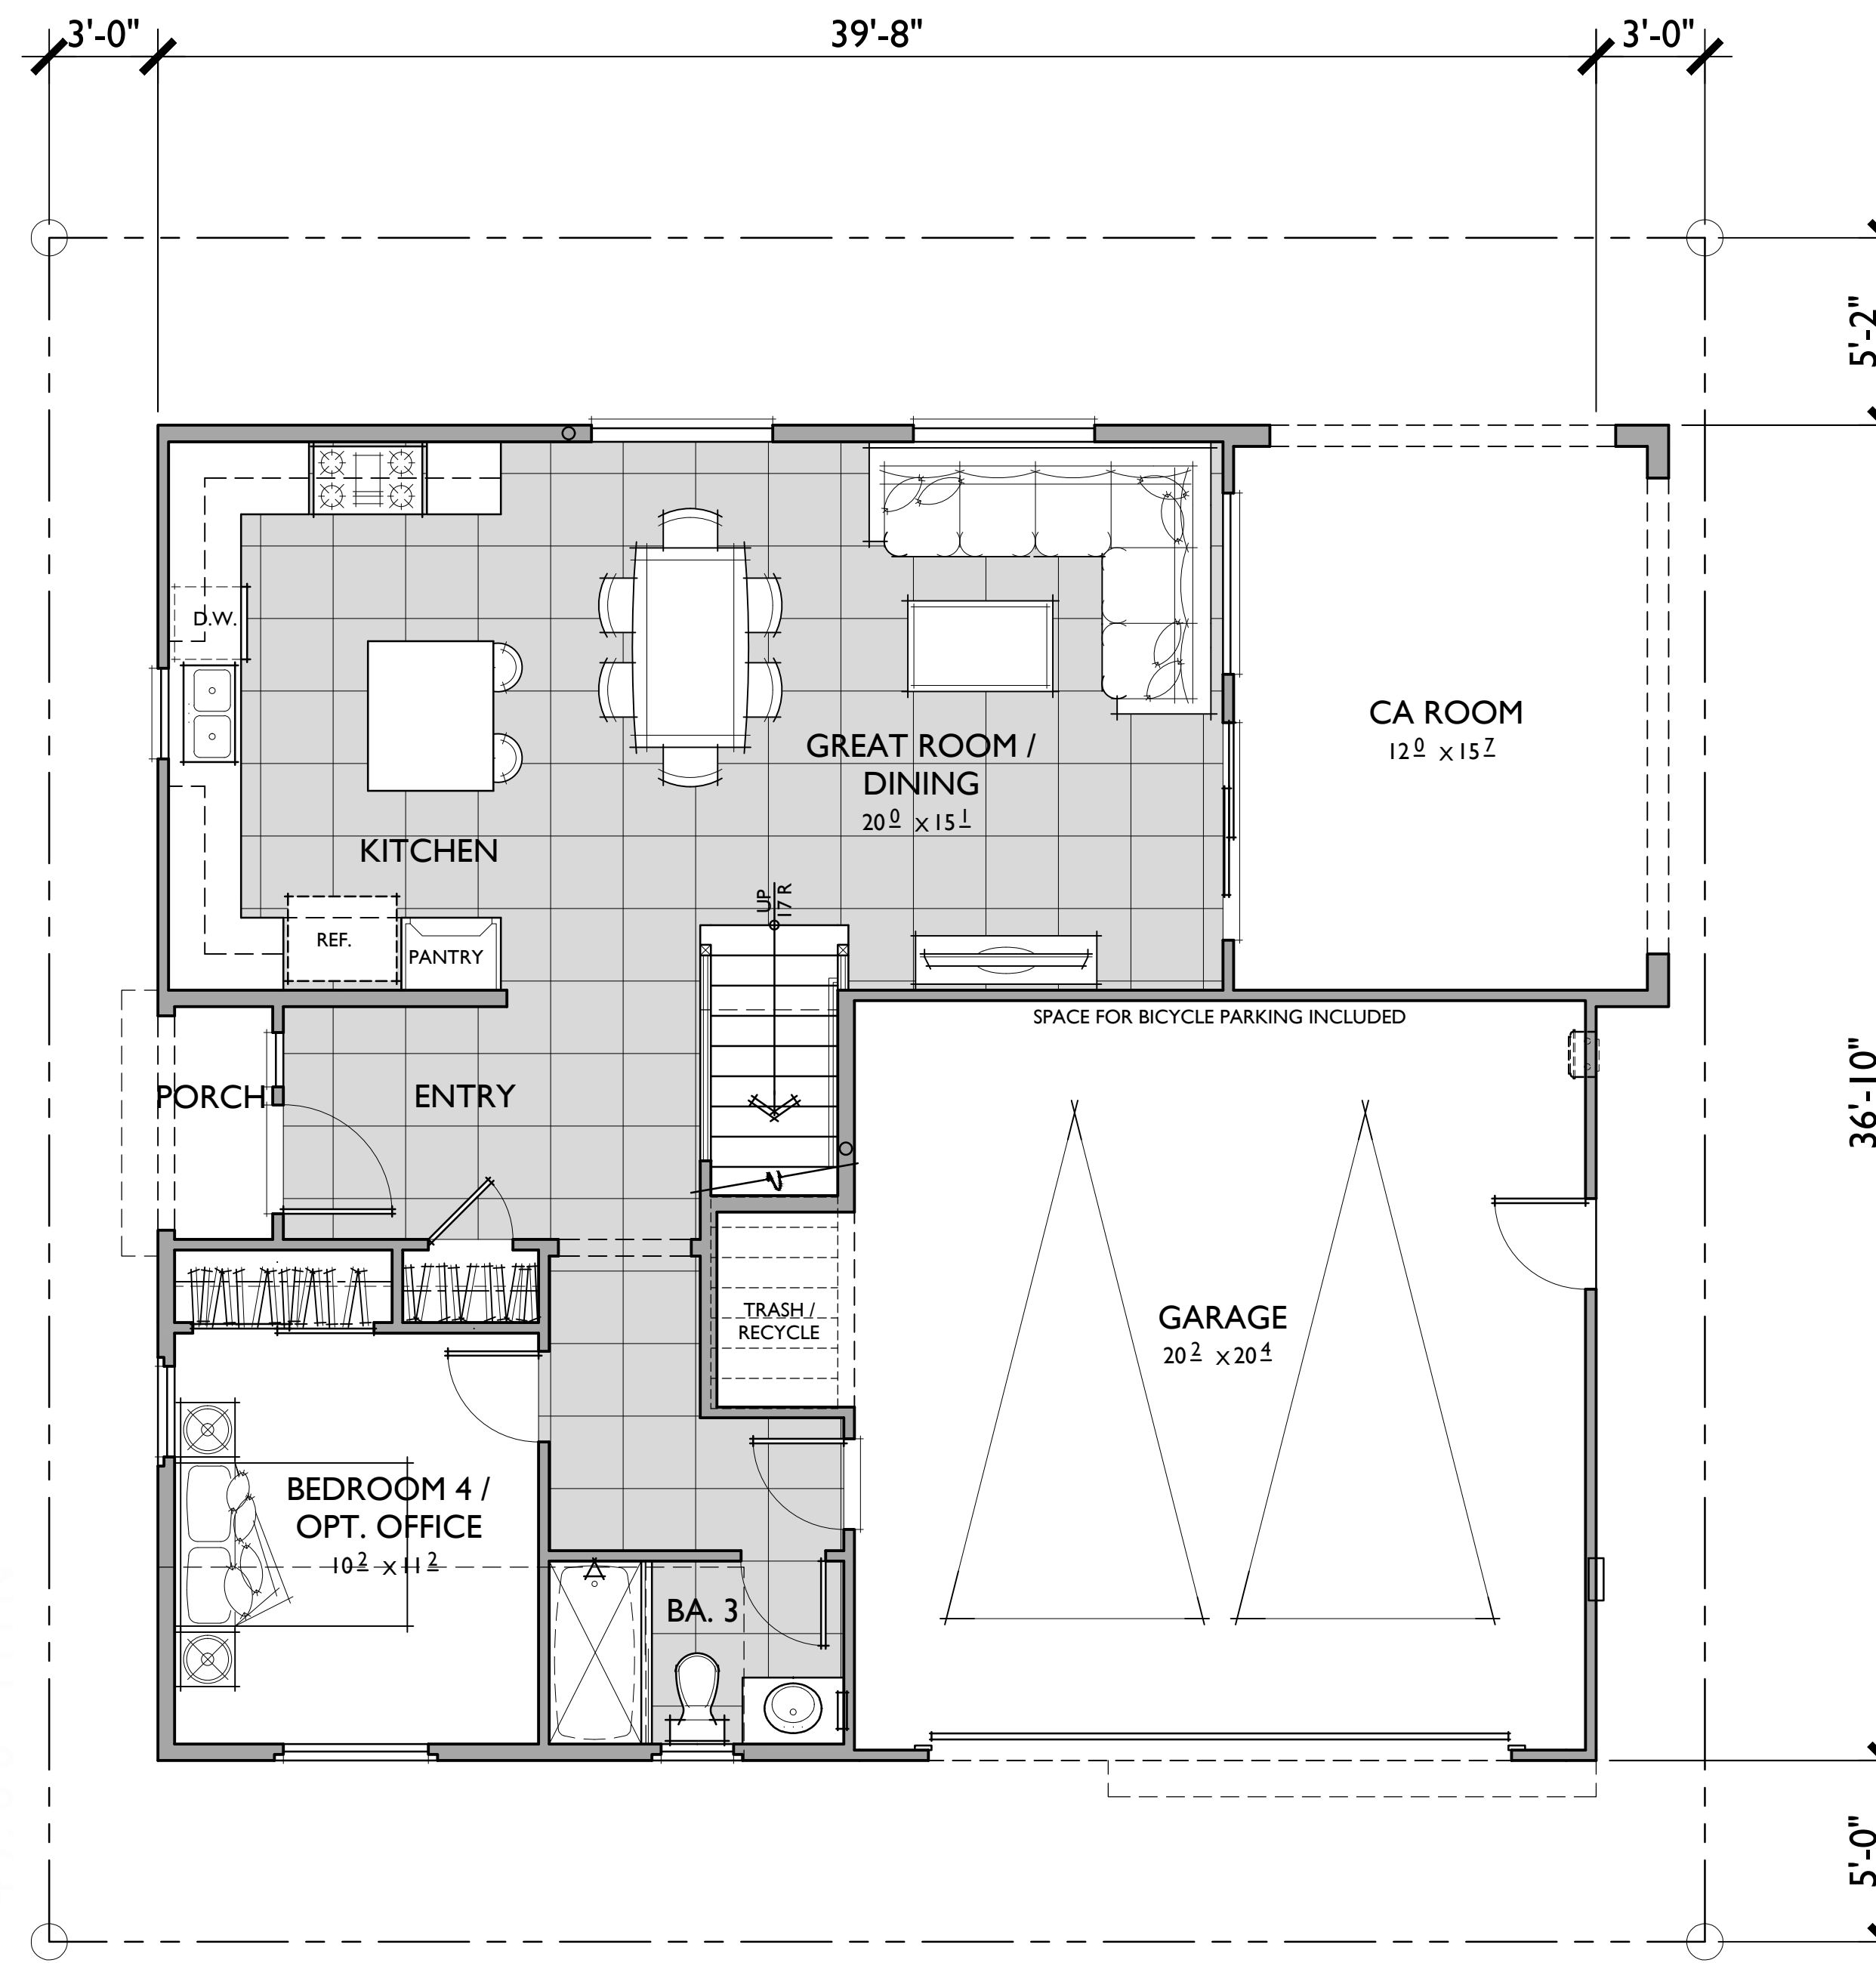 3'-0"
39'-8"
3'-0"
5'-2"
D.W.
CA ROOM
12 0 X 15 7
GREAT ROOM /
DINING
20 0 X 15 1
KITCHEN
UP
17 R
REF.
PANTRY
SPACE FOR BICYCLE PARKING INCLUDED
36'-10"
PORCH
ENTRY
TRASH /
RECYCLE
GARAGE
20 2 X 20 4
BEDROOM 4 /
OPT. OFFICE
10 2 X 11 2
BA. 3
5'-0"